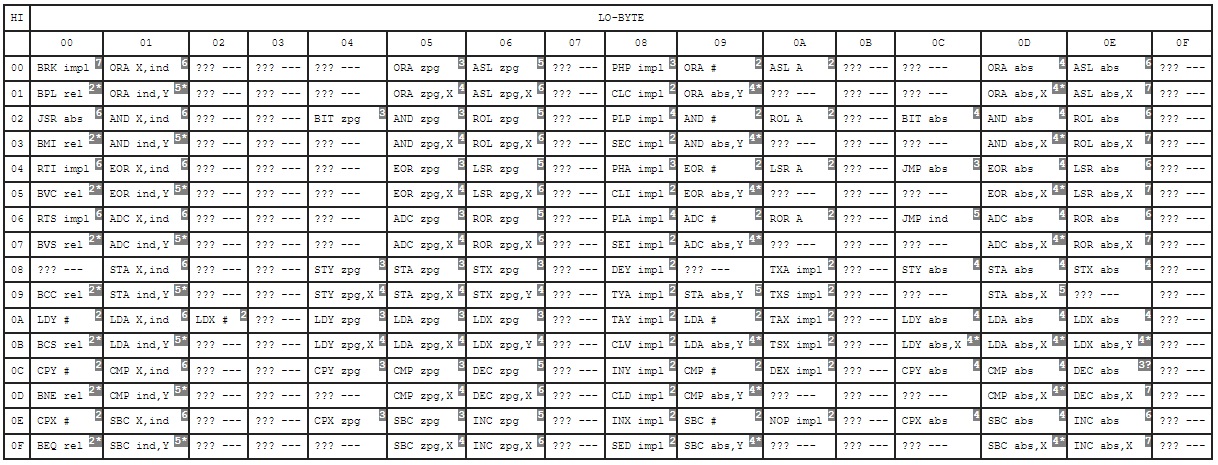 HI LO-BYTE
00 01 02 03 04 05 06 07 08 09 0A 0B 0C 0D 0E 0F
00 BRK impl 7 ORA X,ind 6 ??? --- ??? --- ??? --- ORA zpg 3 ASL zpg 5 ??? --- PHP impl 3 ORA # 2 ASL A 2 ??? --- ??? --- ORA abs 4 ASL abs 6 ??? ---
01 BPL rel 2* ORA ind,Y 5* ??? --- ??? --- ??? --- ORA zpg,X 4 ASL zpg,X 6 ??? --- CLC impl 2 ORA abs,Y 4* ??? --- ??? --- ??? --- ORA abs,X 4* ASL abs,X 7 ??? ---
02 JSR abs 6 AND X,ind 6 ??? --- ??? --- BIT zpg 3 AND zpg 3 ROL zpg 5 ??? --- PLP impl 4 AND # 2 ROL A 2 ??? --- BIT abs 4 AND abs 4 ROL abs 6 ??? ---
03 BMI rel 2* AND ind,Y 5* ??? --- ??? --- ??? --- AND zpg,X 4 ROL zpg,X 6 ??? --- SEC impl 2 AND abs,Y 4* ??? --- ??? --- ??? --- AND abs,X 4* ROL abs,X 7 ??? ---
04 RTI impl 6 EOR X,ind 6 ??? --- ??? --- ??? --- EOR zpg 3 LSR zpg 5 ??? --- PHA impl 3 EOR # 2 LSR A 2 ??? --- JMP abs 3 EOR abs 4 LSR abs 6 ??? ---
05 BVC rel 2* EOR ind,Y 5* ??? --- ??? --- ??? --- EOR zpg,X 4 LSR zpg,X 6 ??? --- CLI impl 2 EOR abs,Y 4* ??? --- ??? --- ??? --- EOR abs,X 4* LSR abs,X 7 ??? ---
06 RTS impl 6 ADC X,ind 6 ??? --- ??? --- ??? --- ADC zpg 3 ROR zpg 5 ??? --- PLA impl 4 ADC # 2 ROR A 2 ??? --- JMP ind 5 ADC abs 4 ROR abs 6 ??? ---
07 BVS rel 2* ADC ind,Y 5* ??? --- ??? --- ??? --- ADC zpg,X 4 ROR zpg,X 6 ??? --- SEI impl 2 ADC abs,Y 4* ??? --- ??? --- ??? --- ADC abs,X 4* ROR abs,X 7 ??? ---
08 ??? --- STA X,ind 6 ??? --- ??? --- STY zpg 3 STA zpg 3 STX zpg 3 ??? --- DEY impl 2 ??? --- TXA impl 2 ??? --- STY abs 4 STA abs 4 STX abs 4 ??? ---
09 BCC rel 2* STA ind,Y 5* ??? --- ??? --- STY zpg,X 4 STA zpg,X 4 STX zpg,Y 4 ??? --- TYA impl 2 STA abs,Y 5 TXS impl 2 ??? --- ??? --- STA abs,X 5 ??? --- ??? ---
0A LDY # 2 LDA X,ind 6 LDX # 2 ??? --- LDY zpg 3 LDA zpg 3 LDX zpg 3 ??? --- TAY impl 2 LDA # 2 TAX impl 2 ??? --- LDY abs 4 LDA abs 4 LDX abs 4 ??? ---
0B BCS rel 2* LDA ind,Y 5* ??? --- ??? --- LDY zpg,X 4 LDA zpg,X 4 LDX zpg,Y 4 ??? --- CLV impl 2 LDA abs,Y 4* TSX impl 2 ??? --- LDY abs,X 4* LDA abs,X 4* LDX abs,Y 4* ??? ---
0C CPY # 2 CMP X,ind 6 ??? --- ??? --- CPY zpg 3 CMP zpg 3 DEC zpg 5 ??? --- INY impl 2 CMP # 2 DEX impl 2 ??? --- CPY abs 4 CMP abs 4 DEC abs 3? ??? ---
0D BNE rel 2* CMP ind,Y 5* ??? --- ??? --- ??? --- CMP zpg,X 4 DEC zpg,X 6 ??? --- CLD impl 2 CMP abs,Y 4* ??? --- ??? --- ??? --- CMP abs,X 4* DEC abs,X 7 ??? ---
0E CPX # 2 SBC X,ind 6 ??? --- ??? --- CPX zpg 3 SBC zpg 3 INC zpg 5 ??? --- INX impl 2 SBC # 2 NOP impl 2 ??? --- CPX abs 4 SBC abs 4 INC abs 6 ??? ---
0F BEQ rel 2* SBC ind,Y 5* ??? --- ??? --- ??? --- SBC zpg,X 4 INC zpg,X 6 ??? --- SED impl 2 SBC abs,Y 4* ??? --- ??? --- ??? --- SBC abs,X 4* INC abs,X 7 ??? ---